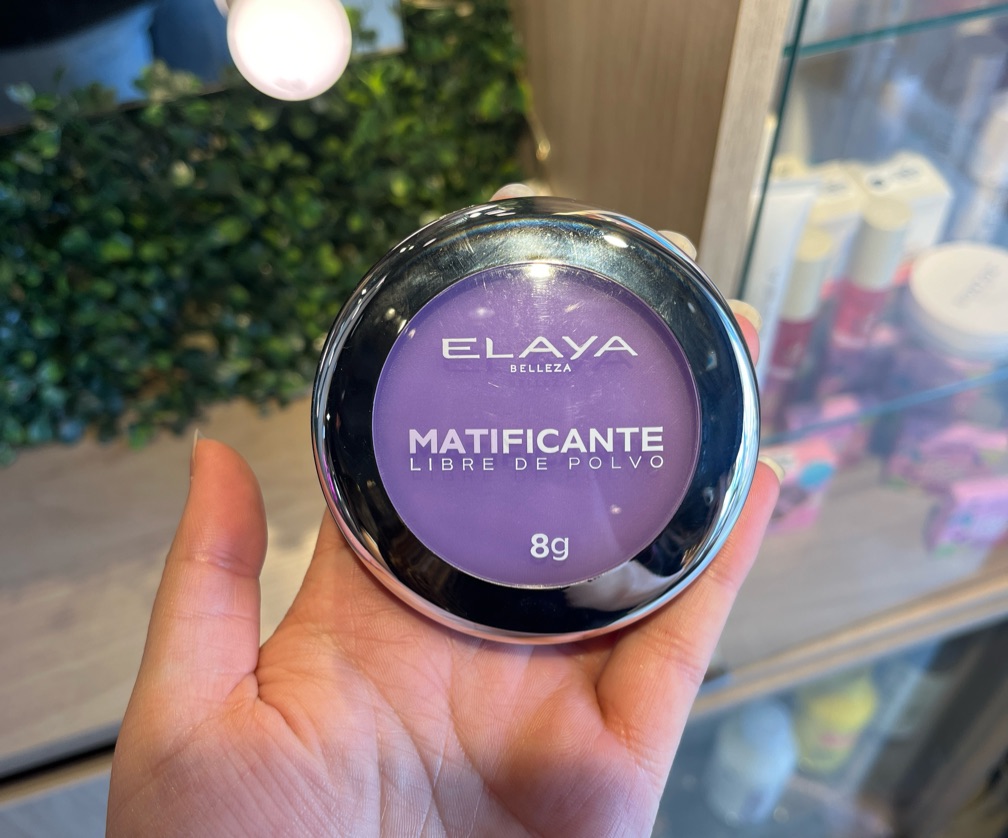 ELAYA
BELLEZA
MATIFICANTE
LIBRE DE POLVO
8g